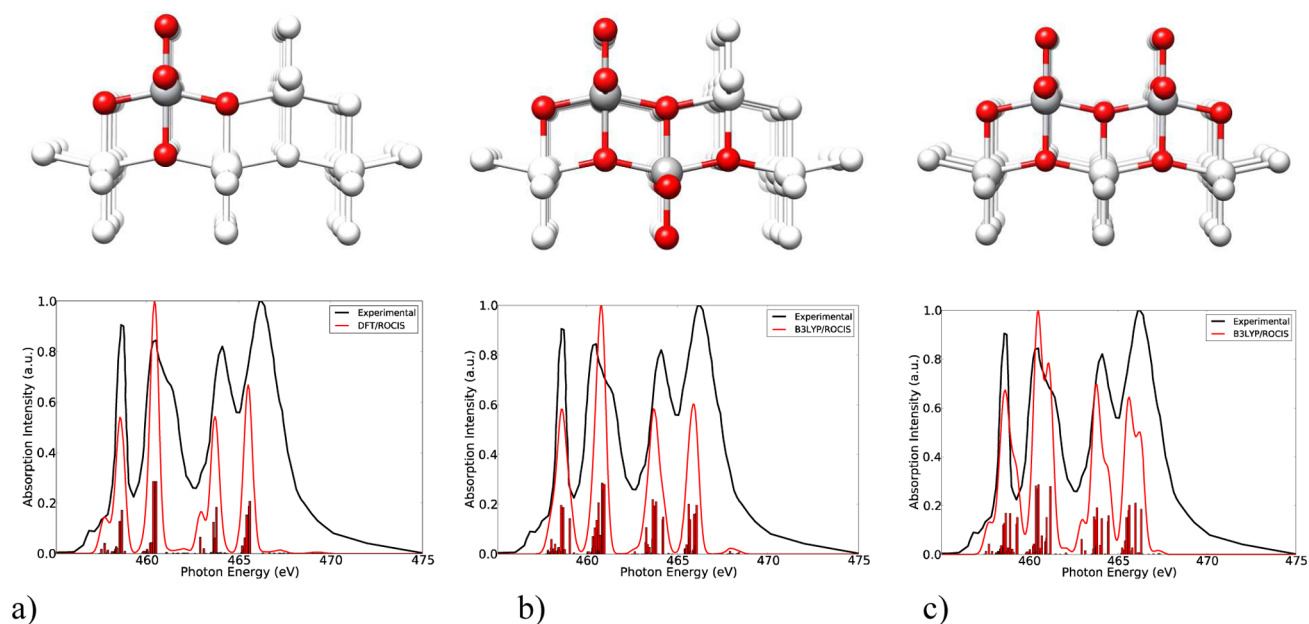 1.0
0.8
0.6
0.4
0.2
0.0
Absorption Intensity (a.u.)
460
465
470
475
Photon Energy (eV)
Experimental
DFT/ROCIS
1.0
0.8
0.6
0.4
0.2
0.0
Absorption Intensity (a.u.)
460
465
470
475
Photon Energy (eV)
Experimental
B3LYP/ROCIS
1.0
0.8
0.6
0.4
0.2
0.0
Absorption Intensity (a.u.)
460
465
470
475
Photon Energy (eV)
Experimental
B3LYP/ROCIS
a)
b)
c)